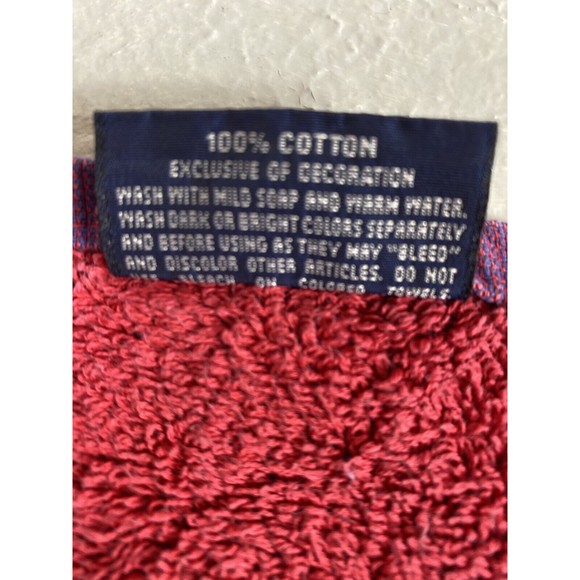 100% COTTON
EXCLUSIVE OF DECORATION
WASH WITH MILD SOAP AND WARM WATER.
WASH DARK OR BRIGHT COLORS SEPARATELY
AND BEFORE USING AS THEY MAY "BLEED"
AND DISCOLOR OTHER ARTICLES. DO NOT
BLEACH ON COLORED TOWELS.